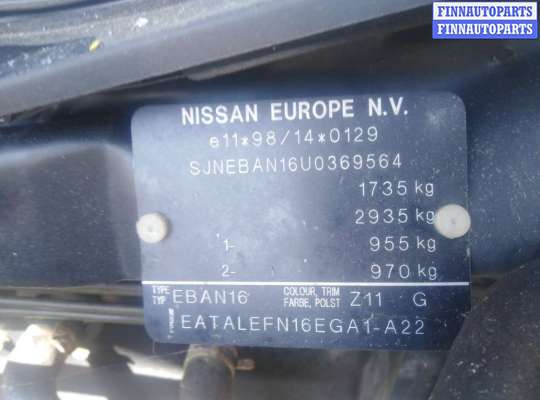 FINNAUTOPARTS
FINNAUTOPARTS
NISSAN EUROPE N.V.
e11*98/14*0129
SJNEBAN16U0369564
1735 kg
2935 kg
1- 955 kg
2- 970 kg
TYPE TYP EBAN16 COLOUR, TRIM FARBE, POLST Z11 G
EATALEFN16EGA1-A22